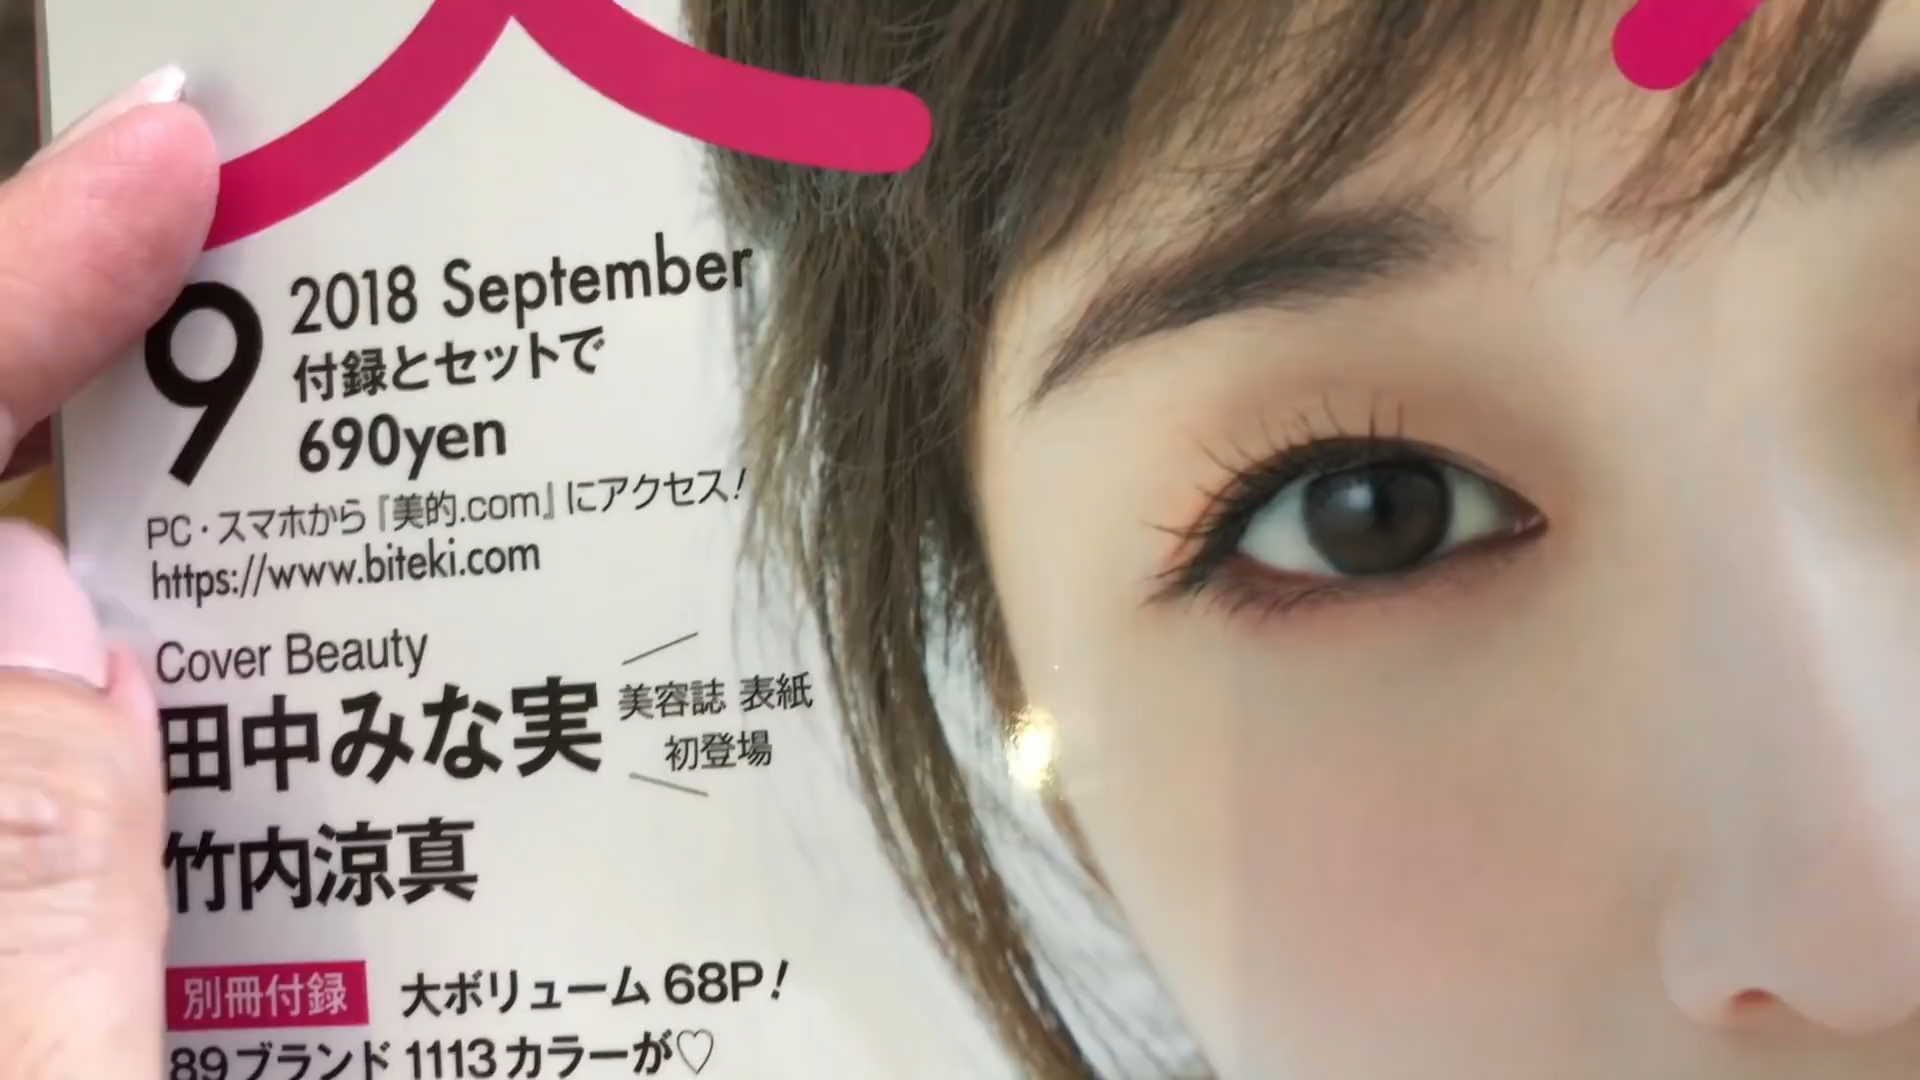 9
2018 September
付録とセットで
690yen
PC・スマホから『美的.com』にアクセス!
https://www.biteki.com
Cover Beauty
田中みな実
美容誌 表紙
初登場
竹内涼真
別冊付録 大ボリューム 68P!
89ブランド 1113カラーが♡